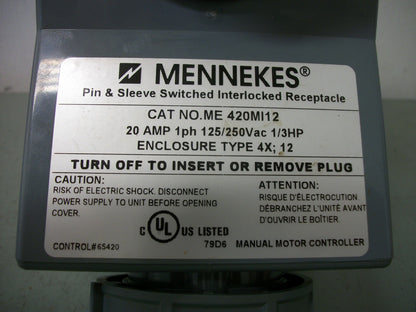 MENNEKES®
Pin & Sleeve Switched Interlocked Receptacle
CAT NO.ME 420MI12
20 AMP 1ph 125/250Vac 1/3HP
ENCLOSURE TYPE 4X; 12
TURN OFF TO INSERT OR REMOVE PLUG
CAUTION:
RISK OF ELECTRIC SHOCK. DISCONNECT
POWER SUPPLY TO UNIT BEFORE OPENING
COVER.
ATTENTION:
RISQUE D'ELECTROCUTION.
DÉBRANCHEZ L'UNITÉ AVANT
D'OUVRIR LE BOÎTIER.
C UL® US LISTED
CONTROL#65420
79D6 MANUAL MOTOR CONTROLLER